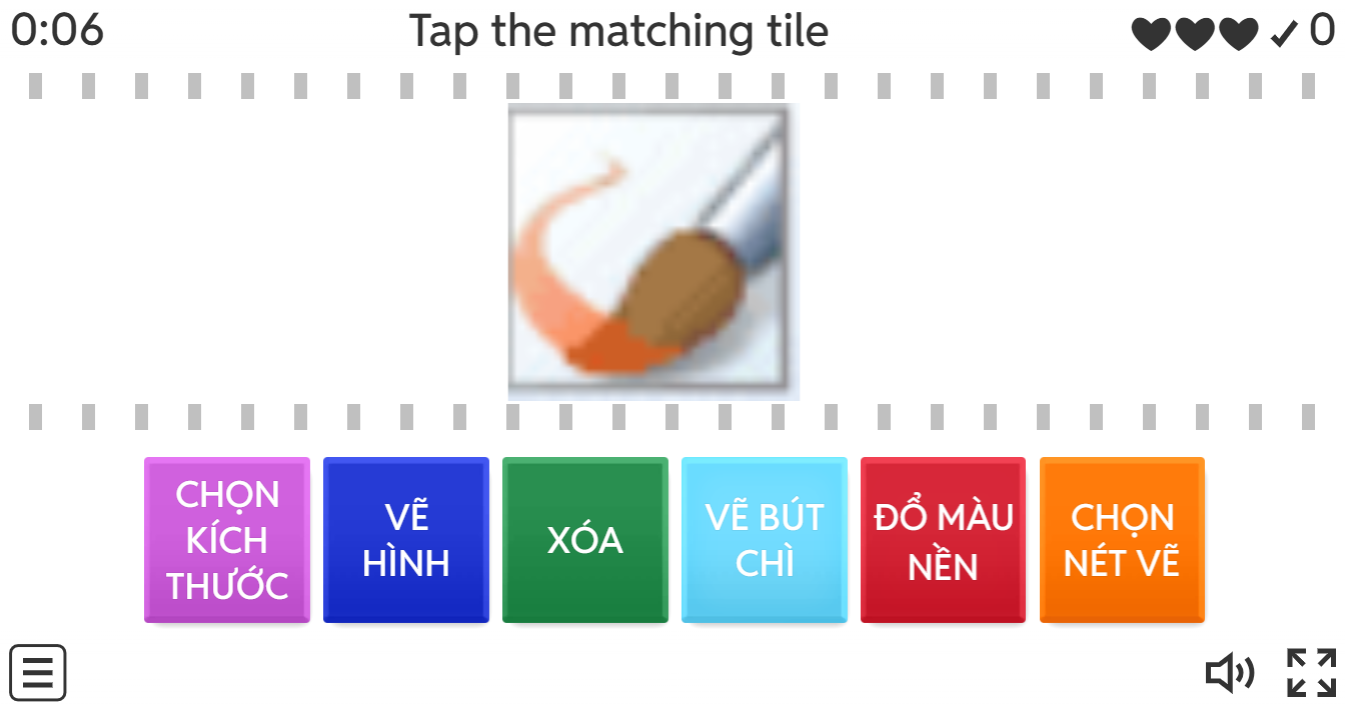 0:06
Tap the matching tile
✓ 0
CHỌN
KÍCH
THƯỚC
VẼ
HÌNH
XÓA
VẼ BÚT
CHÌ
ĐỔ MÀU
NỀN
CHỌN
NÉT VẼ